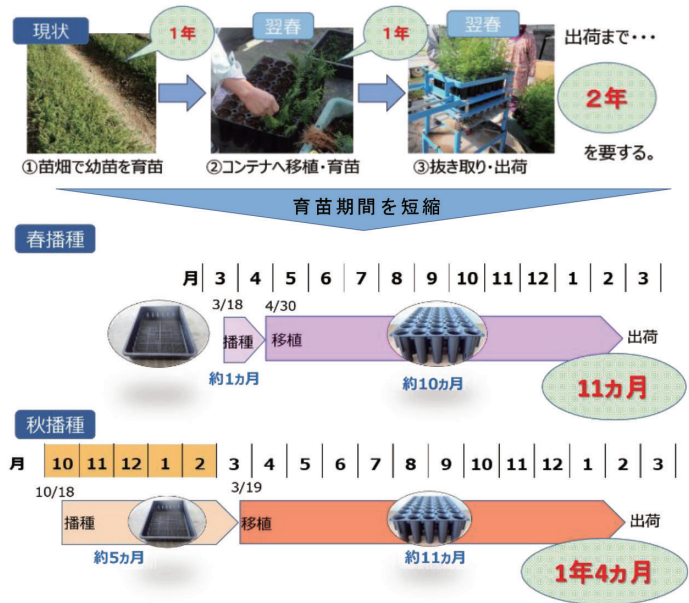 現状
1年
翌春
1年
翌春
出荷まで・・・
2年
を要する。
①苗畑で幼苗を育苗
②コンテナへ移植・育苗
③抜き取り・出荷
育苗期間を短縮
春播種
月 3 4 5 6 7 8 9 10 11 12 1 2 3
3/18
4/30
播種
移植
出荷
約1ヵ月
約10ヵ月
11ヵ月
秋播種
月 10 11 12 1 2 3 4 5 6 7 8 9 10 11 12 1 2 3
10/18
3/19
播種
移植
出荷
約5ヵ月
約11ヵ月
1年4ヵ月